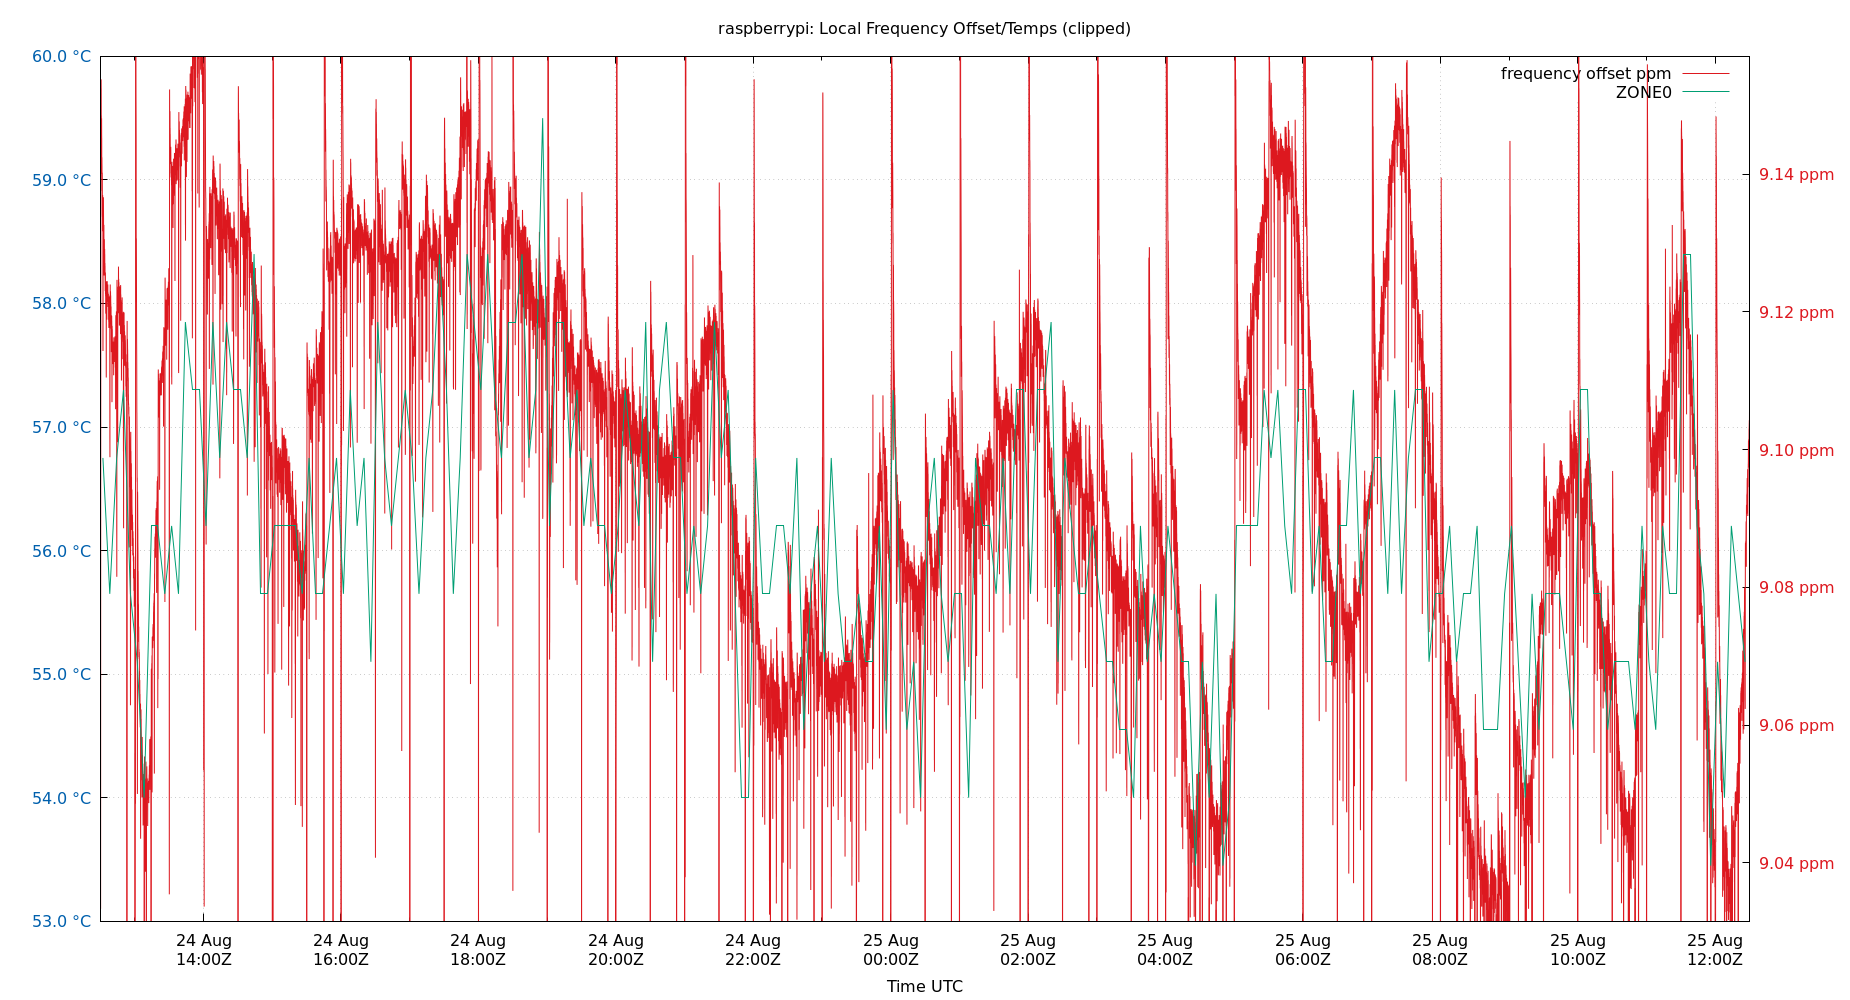 raspberrypi: Local Frequency Offset/Temps (clipped)
60.0 °C
59.0 °C
58.0 °C
57.0 °C
56.0 °C
55.0 °C
54.0 °C
53.0 °C
frequency offset ppm
ZONE0
9.14 ppm
9.12 ppm
9.10 ppm
9.08 ppm
9.06 ppm
9.04 ppm
24 Aug
14:00Z
24 Aug
16:00Z
24 Aug
18:00Z
24 Aug
20:00Z
24 Aug
22:00Z
25 Aug
00:00Z
25 Aug
02:00Z
25 Aug
04:00Z
25 Aug
06:00Z
25 Aug
08:00Z
25 Aug
10:00Z
25 Aug
12:00Z
Time UTC